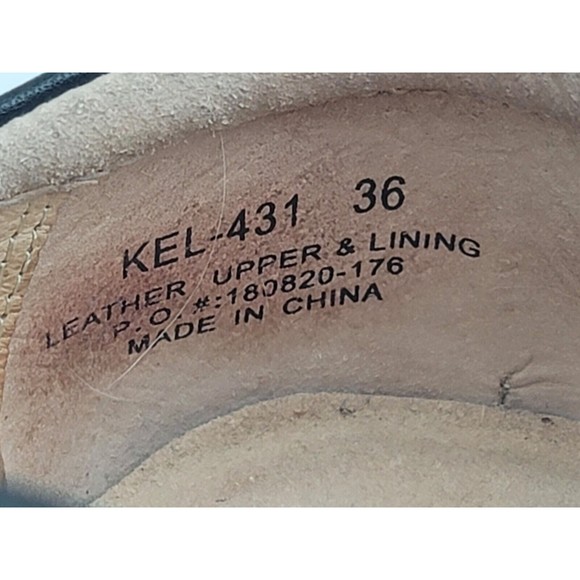 KEL-431 36
LEATHER UPPER & LINING
P.O #:180820-176
MADE IN CHINA